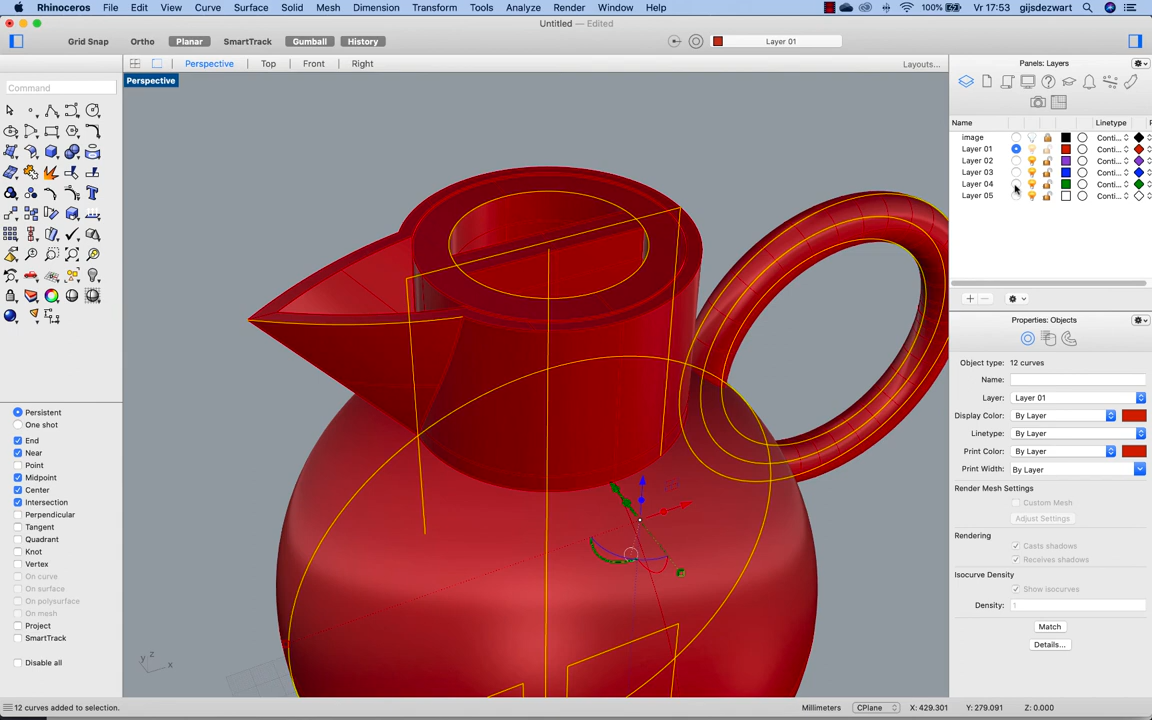 Rhinoceros File Edit View Curve Surface Solid Mesh Dimension Transform Tools Analyze Render Window Help 100% Vr 17:53 gijsdezwart
Untitled — Edited
Grid Snap Ortho Planar SmartTrack Gumball History Layer 01
Perspective Top Front Right Layouts... Panels: Layers
Perspective
Command
Name Linetype P
image Conti...
Layer 01 Conti...
Layer 02 Conti...
Layer 03 Conti...
Layer 04 Conti...
Layer 05 Conti...
Properties: Objects
Object type: 12 curves
Name:
Layer: Layer 01
Display Color: By Layer
Linetype: By Layer
Print Color: By Layer
Print Width: By Layer
Render Mesh Settings
Custom Mesh
Adjust Settings
Rendering
Casts shadows
Receives shadows
Isocurve Density
Show isocurves
Density: 1
Match
Details...
Persistent
One shot
End
Near
Point
Midpoint
Center
Intersection
Perpendicular
Tangent
Quadrant
Knot
Vertex
On curve
On surface
On polysurface
On mesh
Project
SmartTrack
Disable all
z
y x
12 curves added to selection. Millimeters CPlane X: 429.301 Y: 279.091 Z: 0.000